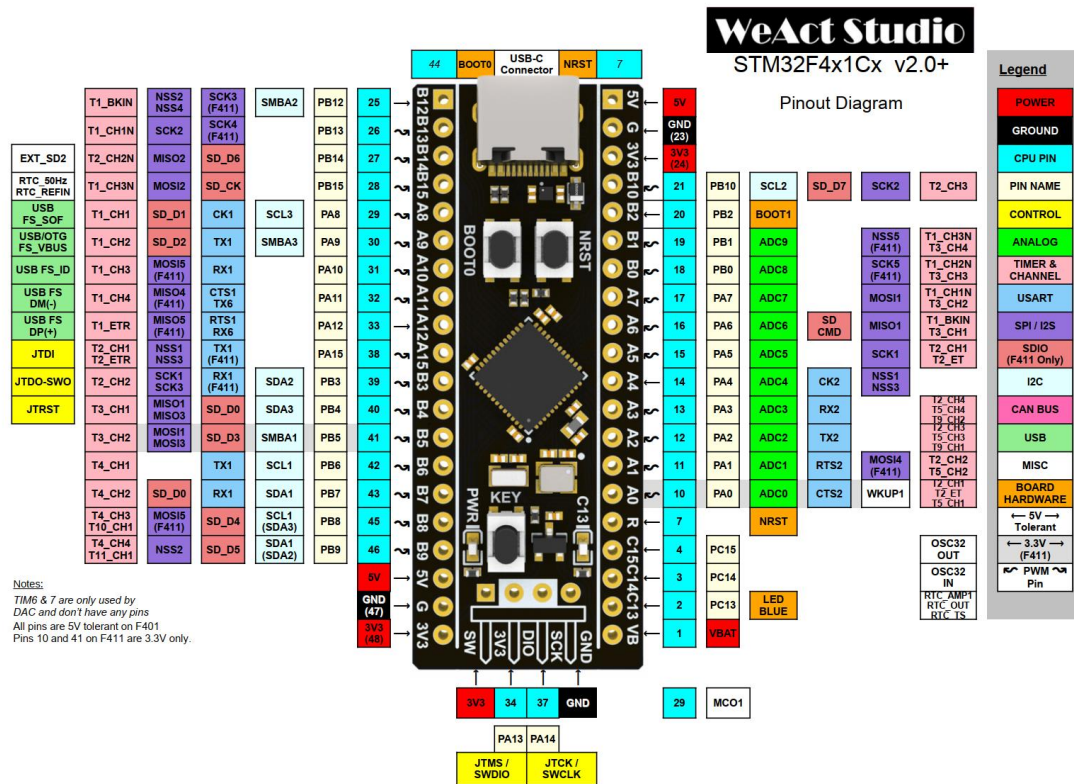 WeAct Studio
STM32F4x1Cx v2.0+
Pinout Diagram
44 BOOT0 USB-C Connector NRST 7
T1_BKIN NSS2 NSS4 SCK3 (F411) SMBA2 PB12 25
T1_CH1N SCK2 SCK4 (F411) PB13 26
EXT_SD2 T2_CH2N MISO2 SD_D6 PB14 27
RTC_50Hz RTC_REFIN T1_CH3N MOSI2 SD_CK PB15 28
USB FS_SOF T1_CH1 SD_D1 CK1 SCL3 PA8 29
USB/OTG FS_VBUS T1_CH2 SD_D2 TX1 SMBA3 PA9 30
USB FS_ID T1_CH3 MOSI5 (F411) RX1 PA10 31
USB FS DM(-) T1_CH4 MISO4 (F411) CTS1 TX6 PA11 32
USB FS DP(+) T1_ETR MISO5 (F411) RTS1 RX6 PA12 33
JTDI T2_CH1 T2_ETR NSS1 NSS3 TX1 (F411) PA15 38
JTDO-SWO T2_CH2 SCK1 SCK3 RX1 (F411) SDA2 PB3 39
JTRST T3_CH1 MISO1 MISO3 SD_D0 SDA3 PB4 40
T3_CH2 MOSI1 MOSI3 SD_D3 SMBA1 PB5 41
T4_CH1 TX1 SCL1 PB6 42
T4_CH2 SD_D0 RX1 SDA1 PB7 43
T4_CH3 T10_CH1 MOSI5 (F411) SD_D4 SCL1 (SDA3) PB8 45
T4_CH4 T11_CH1 NSS2 SD_D5 SDA1 (SDA2) PB9 46
5V
GND (47)
3V3 (48)
B12 B13 B14 B15 A8 A9 A10 A11 A12 A15 B3 B4 B5 B6 B7 B8 B9 5V G 3V3
BOOT0 NRST
PWR KEY C13
SW 3V3 DIO SCK GND
5V G 3V3 B10 B2 B1 B0 A7 A6 A5 A4 A3 A2 A1 A0 R C15 C14 C13 VB
5V
GND (23)
3V3 (24)
21 PB10 SCL2 SD_D7 SCK2 T2_CH3
20 PB2 BOOT1
19 PB1 ADC9 NSS5 (F411) T1_CH3N T3_CH4
18 PB0 ADC8 SCK5 (F411) T1_CH2N T3_CH3
17 PA7 ADC7 MOSI1 T1_CH1N T3_CH2
16 PA6 ADC6 SD CMD MISO1 T1_BKIN T3_CH1
15 PA5 ADC5 SCK1 T2_CH1 T2_ET
14 PA4 ADC4 CK2 NSS1 NSS3
13 PA3 ADC3 RX2 T2_CH4 T5_CH4 T9_CH2
12 PA2 ADC2 TX2 T2_CH3 T5_CH3 T9_CH1
11 PA1 ADC1 RTS2 MOSI4 (F411) T2_CH2 T5_CH2
10 PA0 ADC0 CTS2 WKUP1 T2_CH1 T2_ET T5_CH1
7 NRST
4 PC15 OSC32 OUT
3 PC14 OSC32 IN
2 PC13 LED BLUE RTC_AMP1 RTC_OUT RTC_TS
1 VBAT
29 MCO1
3V3 34 37 GND
PA13 PA14
JTMS / SWDIO JTCK / SWCLK
Legend
POWER
GROUND
CPU PIN
PIN NAME
CONTROL
ANALOG
TIMER & CHANNEL
USART
SPI / I2S
SDIO (F411 Only)
I2C
CAN BUS
USB
MISC
BOARD HARDWARE
← 5V → Tolerant
← 3.3V → (F411)
PWM Pin
Notes:
TIM6 & 7 are only used by
DAC and don't have any pins
All pins are 5V tolerant on F401
Pins 10 and 41 on F411 are 3.3V only.